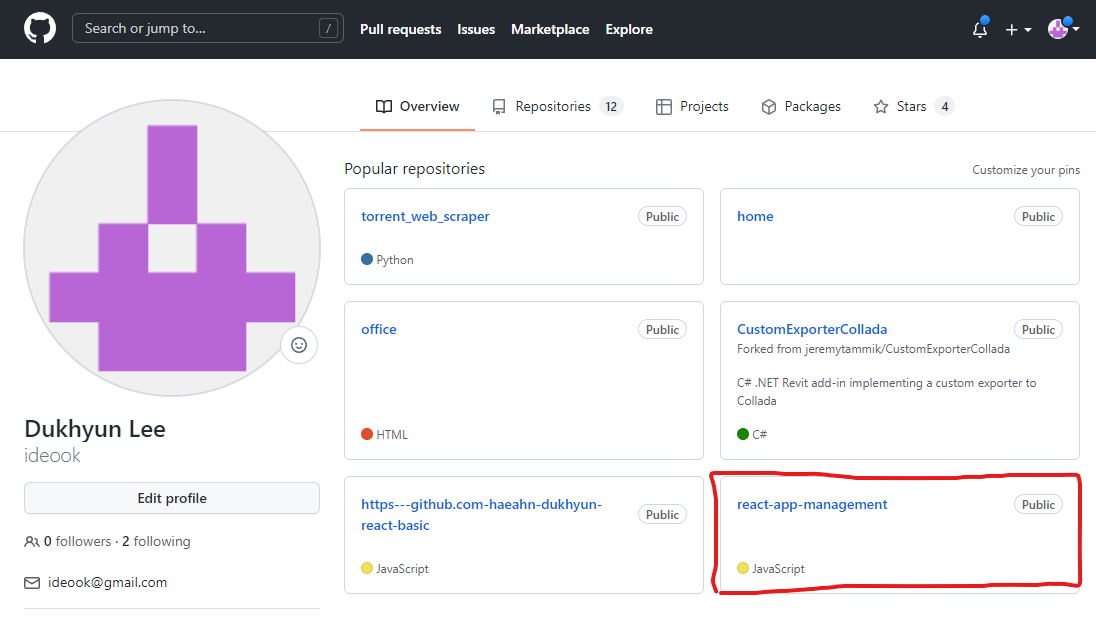 Search or jump to... /
Pull requests Issues Marketplace Explore
Overview Repositories 12 Projects Packages Stars 4
Popular repositories Customize your pins
torrent_web_scraper Public
Python
home Public
office Public
HTML
CustomExporterCollada Public
Forked from jeremytammik/CustomExporterCollada
C# .NET Revit add-in implementing a custom exporter to
Collada
C#
https---github.com-haeahn-dukhyun-
react-basic
Public
JavaScript
react-app-management Public
JavaScript
Dukhyun Lee
ideook
Edit profile
0 followers · 2 following
ideook@gmail.com